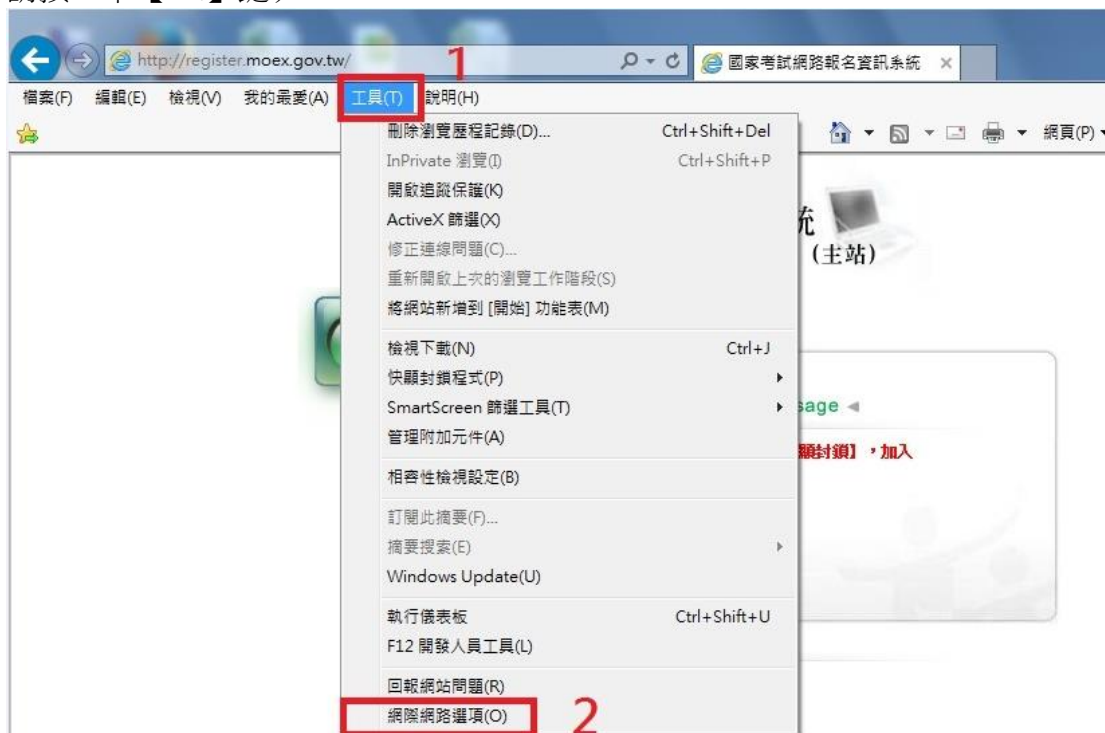 http://register.moex.gov.tw/
國家考試網路報名資訊系統
1
檔案(F) 編輯(E) 檢視(V) 我的最愛(A) 工具(T) 說明(H)
刪除瀏覽歷程記錄(D)... Ctrl+Shift+Del
網頁(P)
InPrivate 瀏覽(I) Ctrl+Shift+P
開啟追蹤保護(K)
ActiveX 篩選(X)
統
修正連線問題(C)...
(主站)
重新開啟上次的瀏覽工作階段(S)
將網站新增到 [開始] 功能表(M)
檢視下載(N) Ctrl+J
快顯封鎖程式(P)
SmartScreen 篩選工具(T)
sage
管理附加元件(A)
顯封鎖】,加入
相容性檢視設定(B)
訂閱此摘要(F)...
摘要搜索(E)
Windows Update(U)
執行儀表板 Ctrl+Shift+U
F12 開發人員工具(L)
回報網站問題(R)
網際網路選項(O)
2